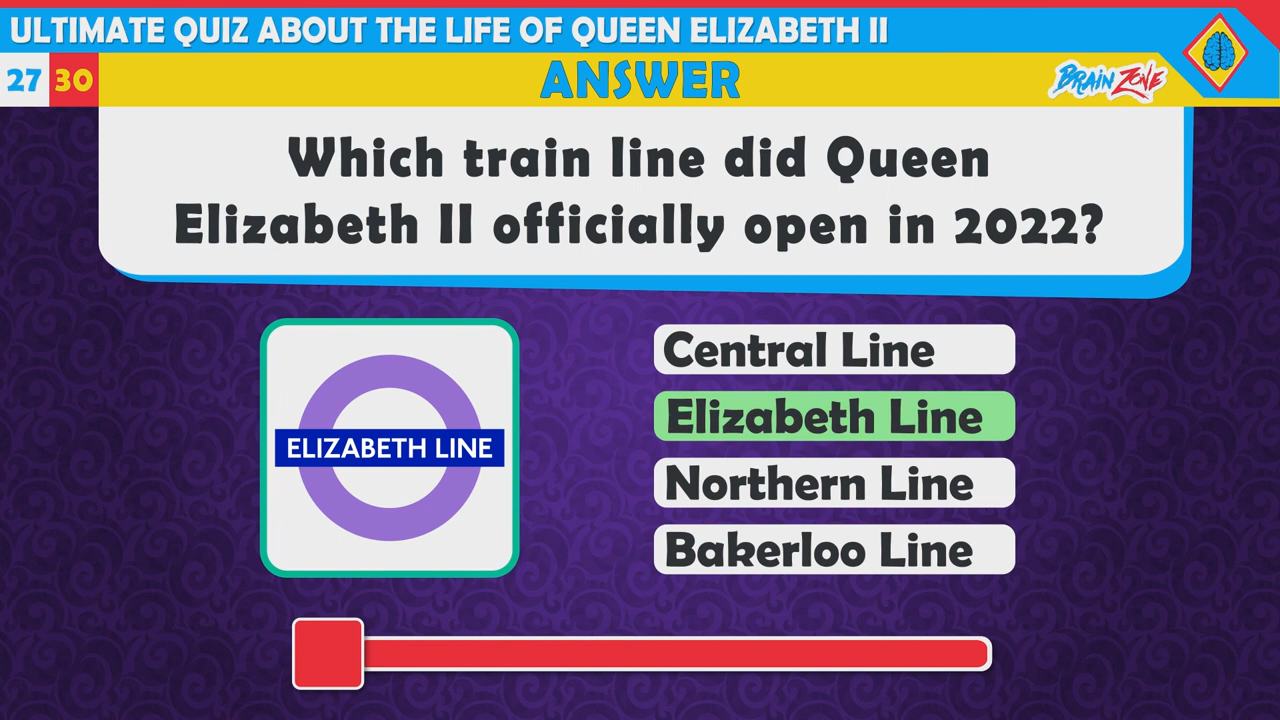 ULTIMATE QUIZ ABOUT THE LIFE OF QUEEN ELIZABETH II
27 30
ANSWER
BRAIN ZONE
Which train line did Queen
Elizabeth II officially open in 2022?
ELIZABETH LINE
Central Line
Elizabeth Line
Northern Line
Bakerloo Line